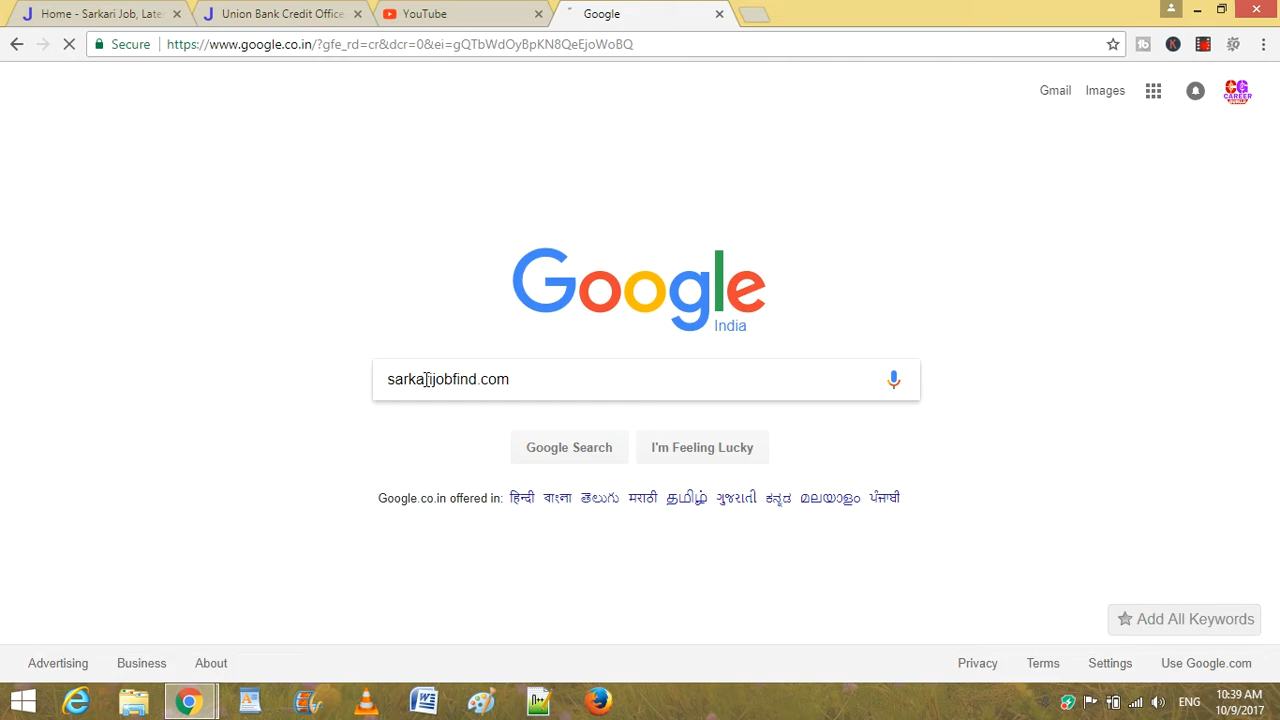 Home - Sarkari Job, Late
Union Bank Credit Office
YouTube
Google
Secure
https://www.google.co.in/?gfe_rd=cr&dcr=0&ei=gQTbWdOyBpKN8QeEjoWoBQ
Gmail
Images
CG
CAREER
Google
India
sarkarijobfind.com
Google Search
I'm Feeling Lucky
Google.co.in offered in: हिन्दी বাংলা తెలుగు मराठी தமிழ் ગુજરાતી ಕನ್ನಡ മലയാളം ਪੰਜਾਬੀ
Add All Keywords
Advertising
Business
About
Privacy
Terms
Settings
Use Google.com
ENG
10:39 AM
10/9/2017